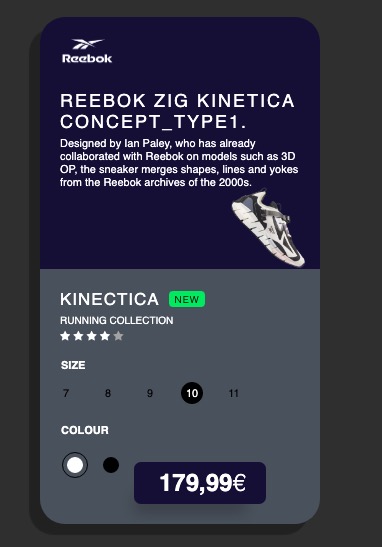 Reebok
REEBOK ZIG KINETICA
CONCEPT_TYPE1.
Designed by Ian Paley, who has already
collaborated with Reebok on models such as 3D
OP, the sneaker merges shapes, lines and yokes
from the Reebok archives of the 2000s.
KINECTICA NEW
RUNNING COLLECTION
SIZE
7 8 9 10 11
COLOUR
179,99€